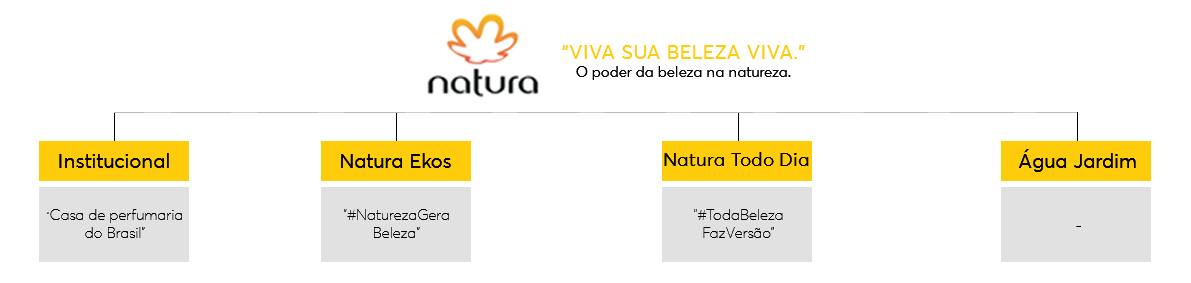 natura
“VIVA SUA BELEZA VIVA.”
O poder da beleza na natureza.
Institucional
Natura Ekos
Natura Todo Dia
Água Jardim
“Casa de perfumaria
do Brasil”
“#NaturezaGera
Beleza”
“#TodaBeleza
FazVersão”
-